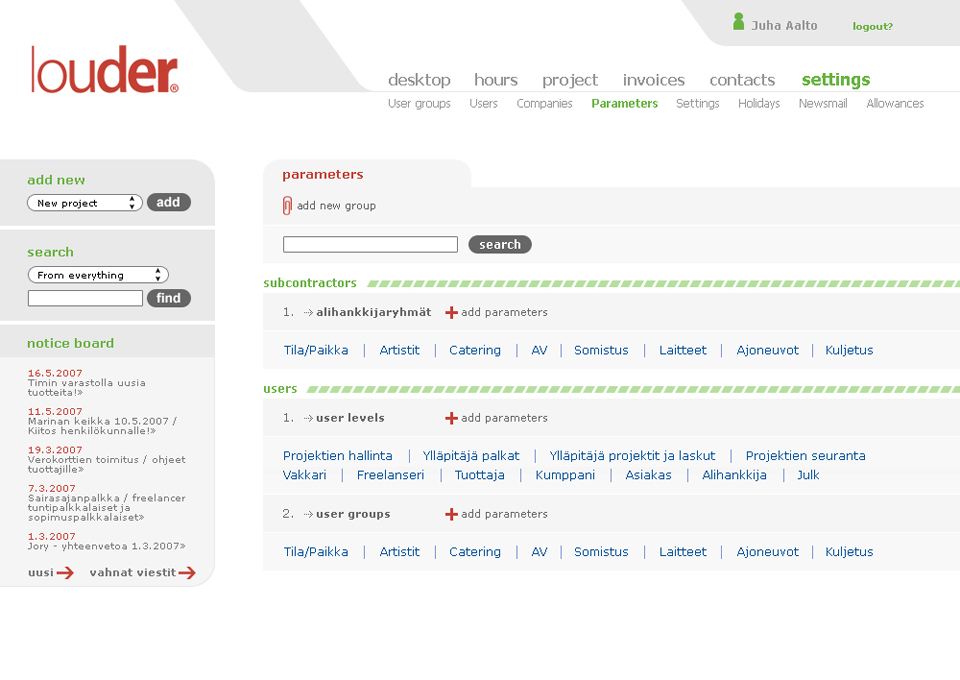 louder®
Juha Aalto logout?
desktop hours project invoices contacts settings
User groups Users Companies Parameters Settings Holidays Newsmail Allowances
add new
New project add
search
From everything
find
notice board
16.5.2007
Timin varastolla uusia
tuotteita!»
11.5.2007
Marinan keikka 10.5.2007 /
Kiitos henkilökunnalle!»
19.3.2007
Verokorttien toimitus / ohjeet
tuottajille»
7.3.2007
Sairasajanpalkka / freelancer
tuntipalkkalaiset ja
sopimuspalkkalaiset»
1.3.2007
Jory - yhteenvetoa 1.3.2007»
uusi vahnat viestit
parameters
add new group
search
subcontractors
1. alihankkijaryhmät add parameters
Tila/Paikka | Artistit | Catering | AV | Somistus | Laitteet | Ajoneuvot | Kuljetus
users
1. user levels add parameters
Projektien hallinta | Ylläpitäjä palkat | Ylläpitäjä projektit ja laskut | Projektien seuranta
Vakkari | Freelanseri | Tuottaja | Kumppani | Asiakas | Alihankkija | Julk
2. user groups add parameters
Tila/Paikka | Artistit | Catering | AV | Somistus | Laitteet | Ajoneuvot | Kuljetus